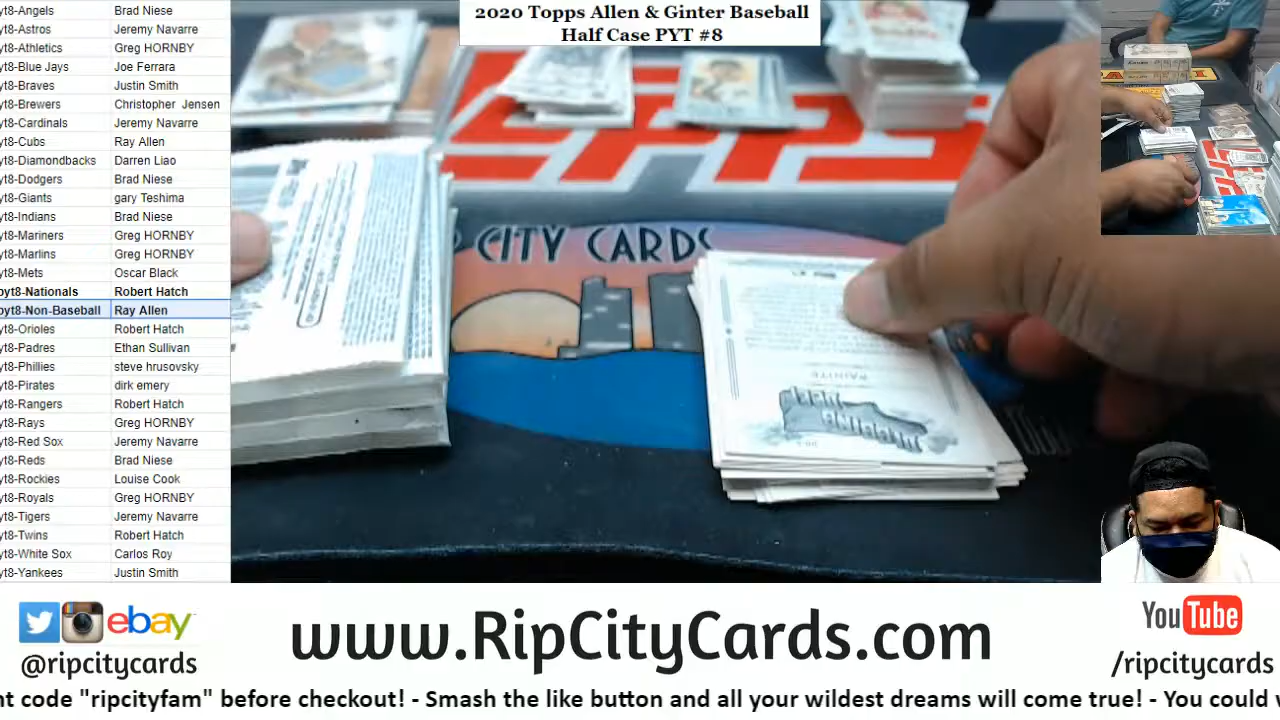 2020 Topps Allen & Ginter Baseball
Half Case PYT #8
yt8-Angels Brad Niese
yt8-Astros Jeremy Navarre
yt8-Athletics Greg HORNBY
yt8-Blue Jays Joe Ferrara
yt8-Braves Justin Smith
yt8-Brewers Christopher Jensen
yt8-Cardinals Jeremy Navarre
yt8-Cubs Ray Allen
yt8-Diamondbacks Darren Liao
yt8-Dodgers Brad Niese
yt8-Giants gary Teshima
yt8-Indians Brad Niese
yt8-Mariners Greg HORNBY
yt8-Marlins Greg HORNBY
yt8-Mets Oscar Black
pyt8-Nationals Robert Hatch
pyt8-Non-Baseball Ray Allen
yt8-Orioles Robert Hatch
yt8-Padres Ethan Sullivan
yt8-Phillies steve hrusovsky
yt8-Pirates dirk emery
yt8-Rangers Robert Hatch
yt8-Rays Greg HORNBY
yt8-Red Sox Jeremy Navarre
yt8-Reds Brad Niese
yt8-Rockies Louise Cook
yt8-Royals Greg HORNBY
yt8-Tigers Jeremy Navarre
yt8-Twins Robert Hatch
yt8-White Sox Carlos Roy
yt8-Yankees Justin Smith
P CITY CARDS
ebay
@ripcitycards
www.RipCityCards.com
YouTube
/ripcitycards
nt code "ripcityfam" before checkout! - Smash the like button and all your wildest dreams will come true! - You could